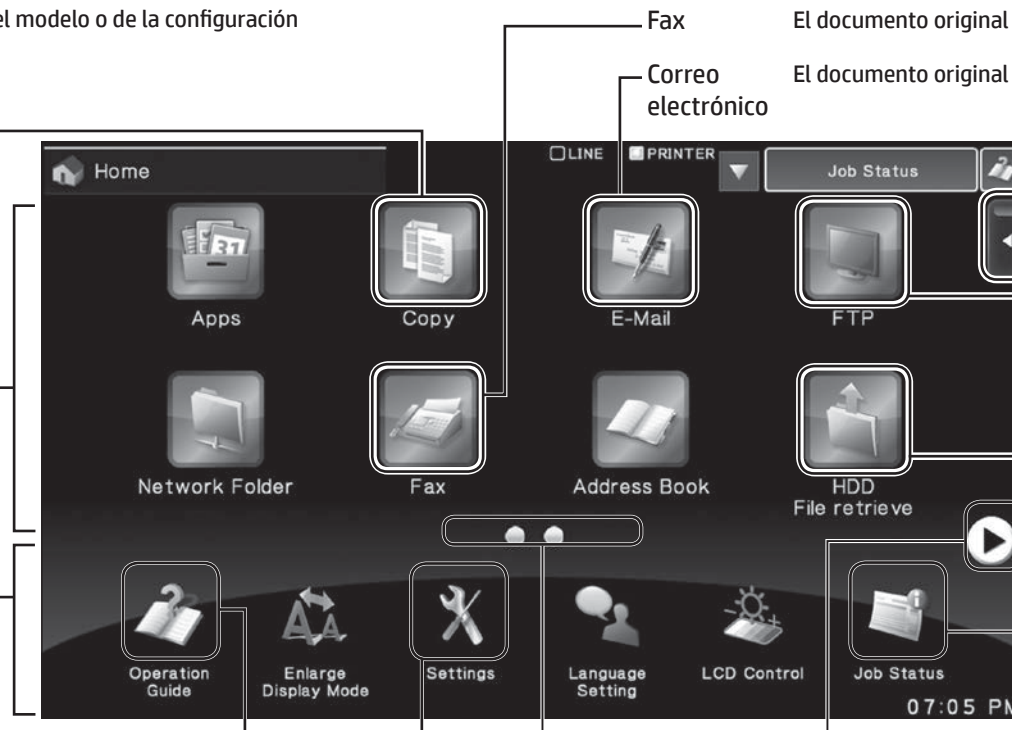 el modelo o de la configuración
Fax El documento original
Correo electrónico El documento original
Home
LINE PRINTER
Job Status
31
Apps
Copy
E-Mail
FTP
Network Folder
Fax
Address Book
HDD
File retrieve
Operation
Guide
Enlarge
Display Mode
Settings
Language
Setting
LCD Control
Job Status
07:05 PM